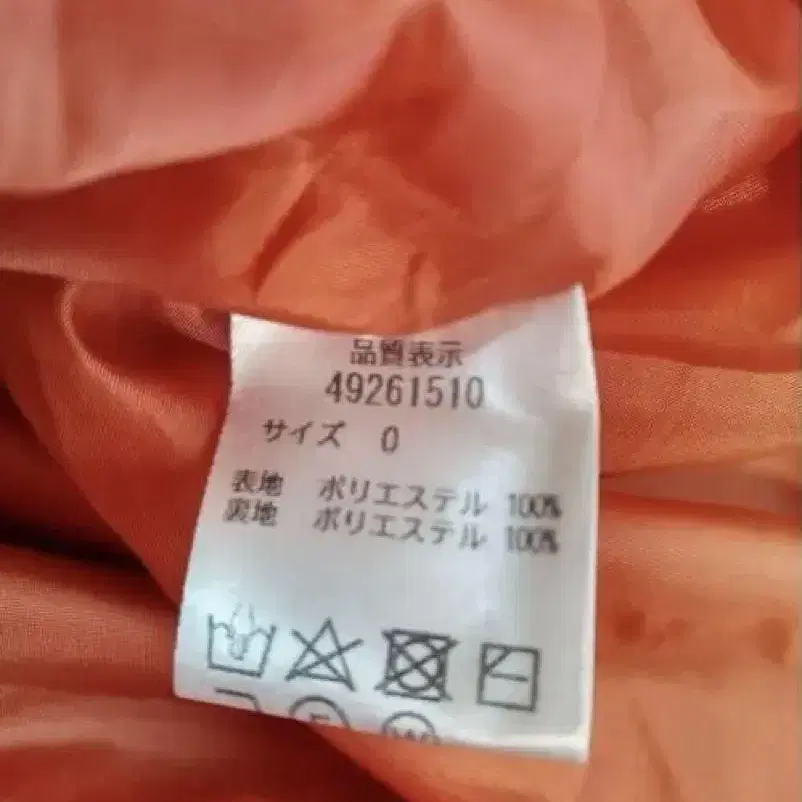 品質表示
49261510
サイズ 0
表地 ポリエステル 100%
裏地 ポリエステル 100%